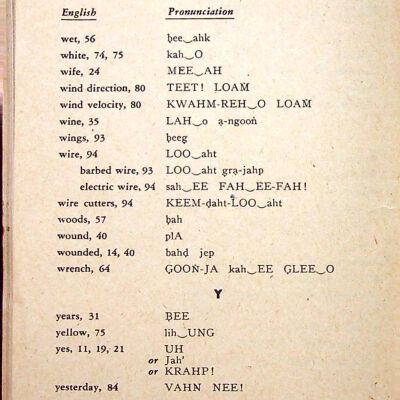 English Pronunciation
wet, 56 ḅee‿ahk
white, 74, 75 kah‿O
wife, 24 MEE‿AH
wind direction, 80 TEET! LOAM̈
wind velocity, 80 KWAHM-REH‿O LOAM̈
wine, 35 LAH‿o ạ-ngoon̈
wings, 93 ḅeeg
wire, 94 LOO‿aht
barbed wire, 93 LOO‿aht grạ-jahp
electric wire, 94 sah‿EE FAH‿EE-FAH!
wire cutters, 94 KEEM-ḍaht-LOO‿aht
woods, 57 ḅah
wound, 40 plA
wounded, 14, 40 bahḍ jep
wrench, 64 G̣OON-JA kah‿EE GLEE‿O
Y
years, 31 ḄEE
yellow, 75 lih‿UNG
yes, 11, 19, 21 UH
or Jah'
or KRAHP!
yesterday, 84 VAHN NEE!